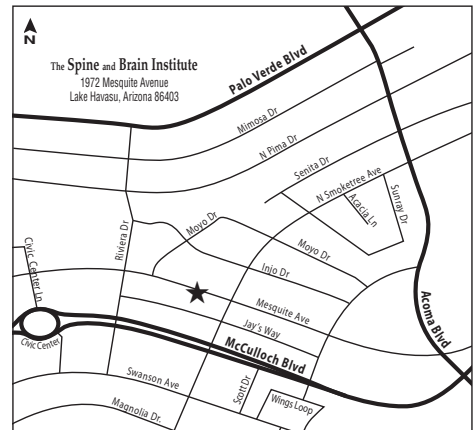 N
The Spine and Brain Institute
1972 Mesquite Avenue
Lake Havasu, Arizona 86403
Palo Verde Blvd
Mimosa Dr
N Pima Dr
Senita Dr
N Smoketree Ave
Acacia Ln
Sunray Dr
Riviera Dr
Moyo Dr
Moyo Dr
Injo Dr
Civic Center Ln
Mesquite Ave
Jay's Way
McCulloch Blvd
Acoma Blvd
Civic Center
Swanson Ave
Scott Dr
Wings Loop
Magnolia Dr.